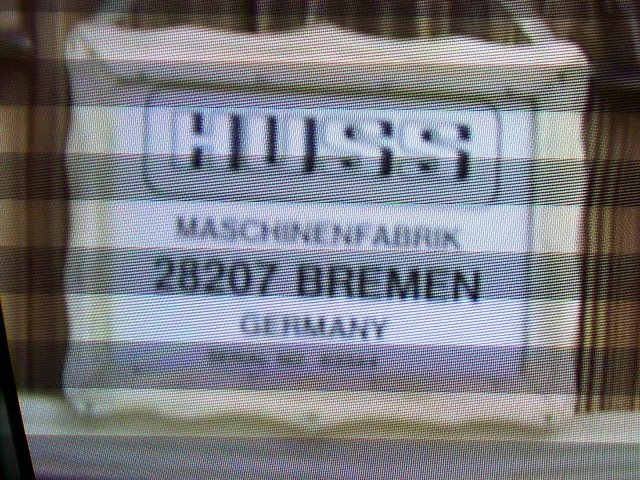 HUSS
MASCHINENFABRIK
28207 BREMEN
GERMANY